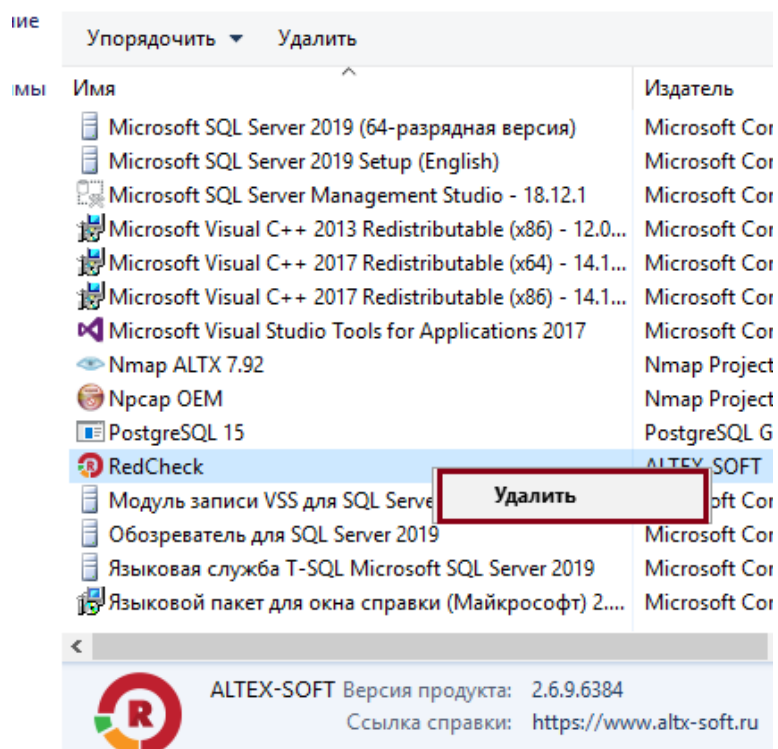 Упорядочить Удалить
Имя Издатель
Microsoft SQL Server 2019 (64-разрядная версия) Microsoft Cor
Microsoft SQL Server 2019 Setup (English) Microsoft Cor
Microsoft SQL Server Management Studio - 18.12.1 Microsoft Cor
Microsoft Visual C++ 2013 Redistributable (x86) - 12.0... Microsoft Cor
Microsoft Visual C++ 2017 Redistributable (x64) - 14.1... Microsoft Cor
Microsoft Visual C++ 2017 Redistributable (x86) - 14.1... Microsoft Cor
Microsoft Visual Studio Tools for Applications 2017 Microsoft Cor
Nmap ALTX 7.92 Nmap Project
Npcap OEM Nmap Project
PostgreSQL 15 PostgreSQL G
RedCheck ALTEX-SOFT
Удалить
Модуль записи VSS для SQL Serve oft Cor
Обозреватель для SQL Server 2019 Microsoft Cor
Языковая служба T-SQL Microsoft SQL Server 2019 Microsoft Cor
Языковой пакет для окна справки (Майкрософт) 2.... Microsoft Cor
R
ALTEX-SOFT Версия продукта: 2.6.9.6384
Ссылка справки: https://www.altx-soft.ru